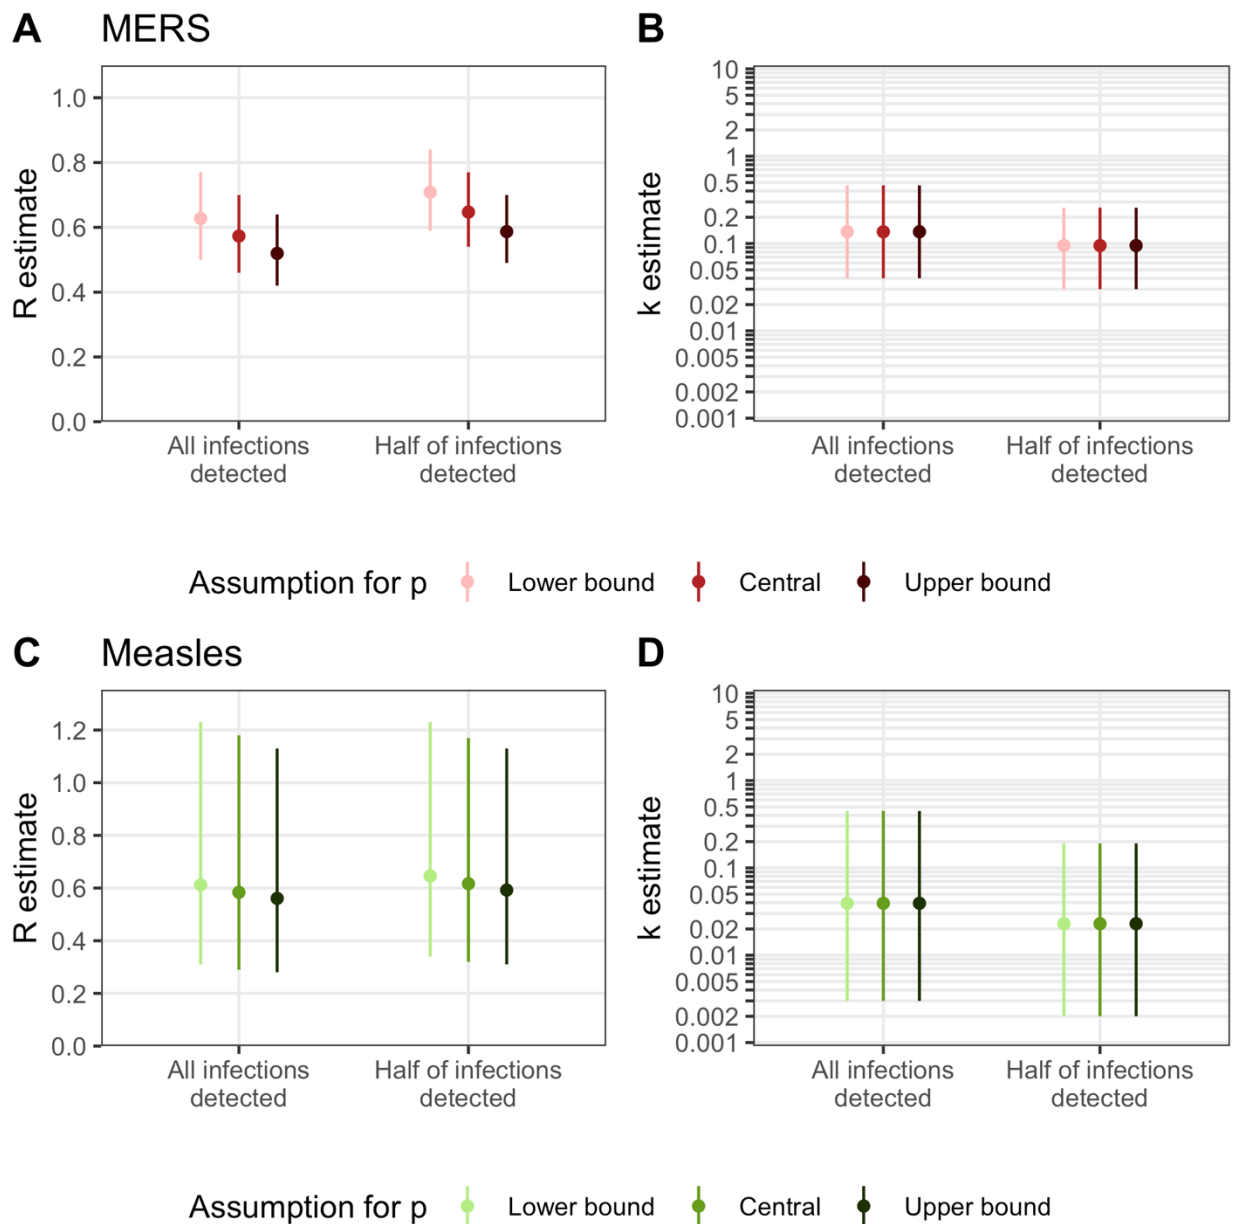 A MERS
R estimate
1.0
0.8
0.6
0.4
0.2
0.0
All infections detected
Half of infections detected
B
k estimate
10
5
2
1
0.5
0.2
0.1
0.05
0.02
0.01
0.005
0.002
0.001
All infections detected
Half of infections detected
Assumption for p Lower bound Central Upper bound
C Measles
R estimate
1.2
1.0
0.8
0.6
0.4
0.2
0.0
All infections detected
Half of infections detected
D
k estimate
10
5
2
1
0.5
0.2
0.1
0.05
0.02
0.01
0.005
0.002
0.001
All infections detected
Half of infections detected
Assumption for p Lower bound Central Upper bound